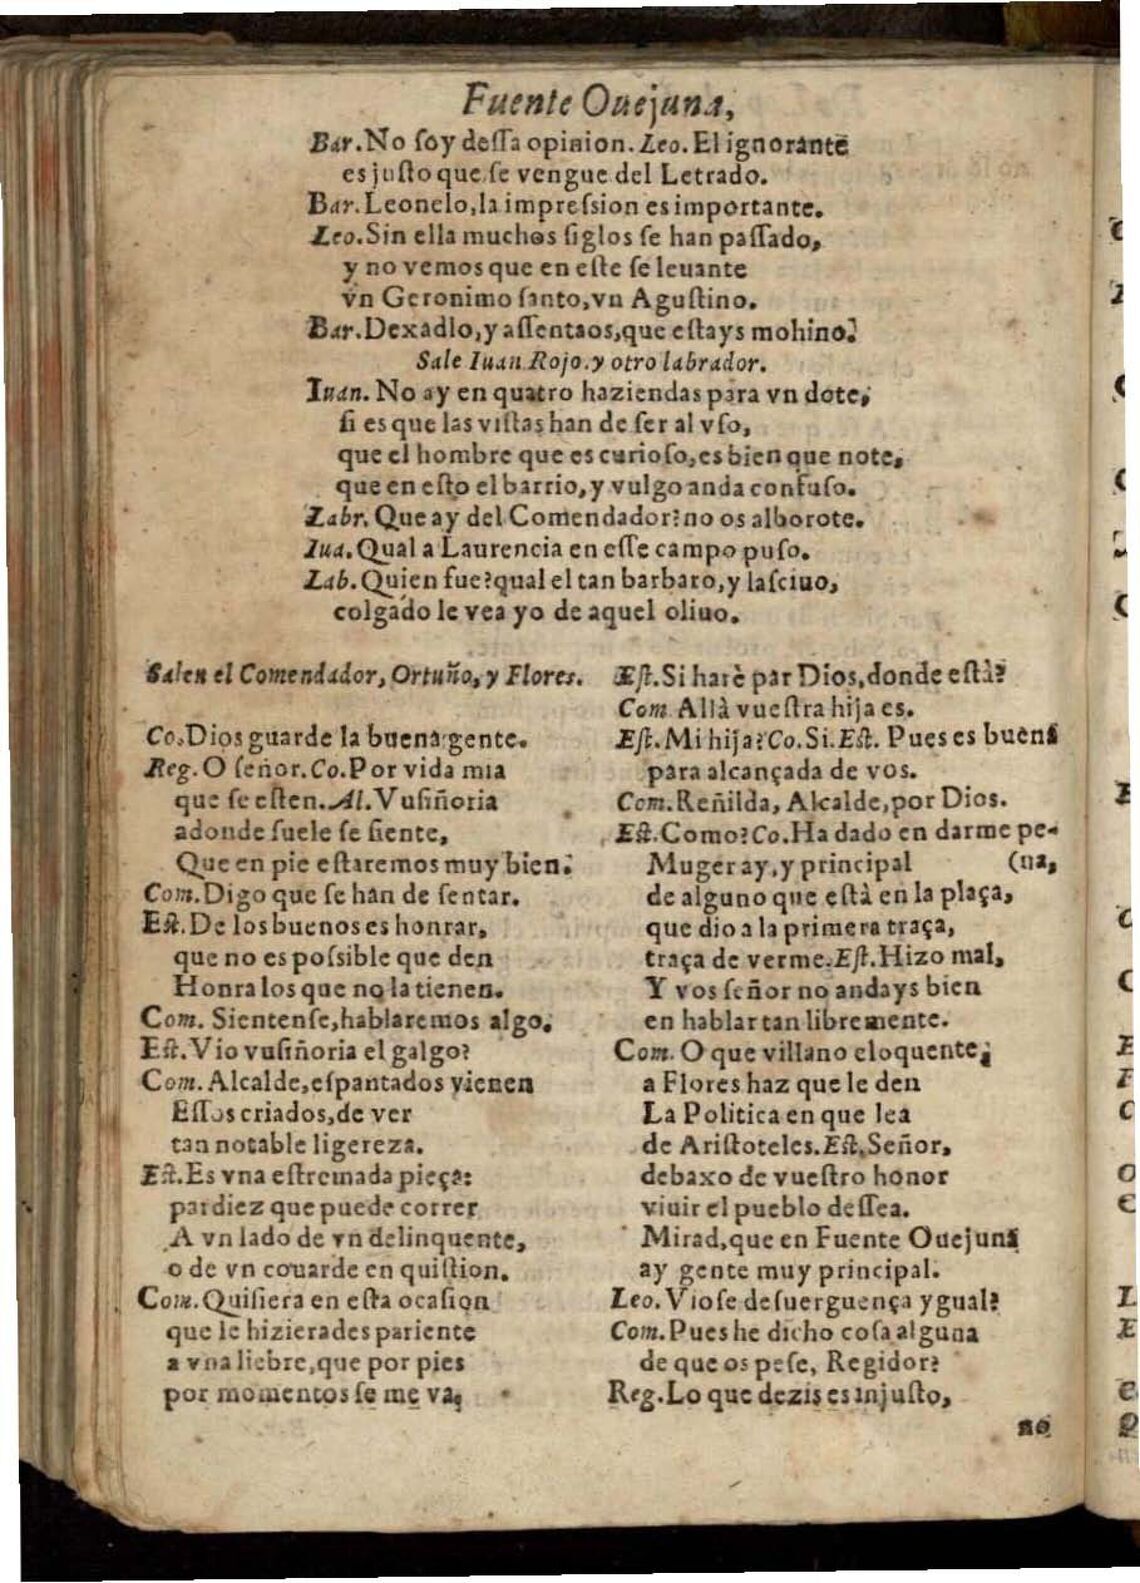 Fuente Ouejuna,
Bar.No ſoy deſſa opinion.Leo.El ignorante
es juſto que ſe vengue del Letrado.
Bar.Leonelo,la impreſsion es importante.
Leo.Sin ella muchos ſiglos ſe han paſſado,
y no vemos que en eſte ſe leuante
vn Geronimo ſanto,vn Aguſtino.
Bar.Dexadlo,y aſſentaos,que eſtays mohino.
Sale Iuan Rojo.y otro labrador.
Iuan. No ay en quatro haziendas para vn dote,
ſi es que las viſtas han de ſer al vſo,
que el hombre que es curioſo,es bien que note,
que en eſto el barrio,y vulgo anda confuſo.
Labr. Que ay del Comendador?no os alborote.
Iua.Qual a Laurencia en eſſe campo puſo.
Lab.Quien fue?qual el tan barbaro,y laſciuo,
colgado le vea yo de aquel oliuo.
Salen el Comendador, Ortuño, y Flores.
Co.Dios guarde la buena gente.
Reg.O ſeñor.Co.Por vida mia
que ſe eſten.Al.Vuſiñoria
adonde ſuele ſe ſiente,
Que en pie eſtaremos muy bien.
Com.Digo que ſe han de ſentar.
Eſt.De los buenos es honrar,
que no es poſsible que den
Honra los que no la tienen.
Com. Sientenſe,hablaremos algo.
Eſt.Vio vuſiñoria el galgo?
Com.Alcalde,eſpantados vienen
Eſſos criados,de ver
tan notable ligereza.
Eſt.Es vna eſtremada pieça:
pardiez que puede correr
A vn lado de vn delinquente,
o de vn couarde en quiſtion.
Com.Quiſiera en eſta ocaſion
que le hizierades pariente
a vna liebre,que por pies
por momentos ſe me va,
Eſt.Si harè par Dios,donde eſtà?
Com.Allà vueſtra hija es.
Eſt.Mi hija?Co.Si.Eſt. Pues es buena
para alcançada de vos.
Com.Reñilda, Alcalde,por Dios.
Eſt.Como?Co.Ha dado en darme pe-
Muger ay,y principal (na,
de alguno que eſtà en la plaça,
que dio a la primera traça,
traça de verme.Eſt.Hizo mal,
Y vos ſeñor no andays bien
en hablar tan libremente.
Com. O que villano eloquente,
a Flores haz que le den
La Politica en que lea
de Ariſtoteles.Eſt.Señor,
debaxo de vueſtro honor
viuir el pueblo deſſea.
Mirad,que en Fuente Ouejuna
ay gente muy principal.
Leo.Vioſe deſuerguença ygual?
Com.Pues he dicho coſa alguna
de que os peſe, Regidor?
Reg.Lo que dezis es injuſto,
no